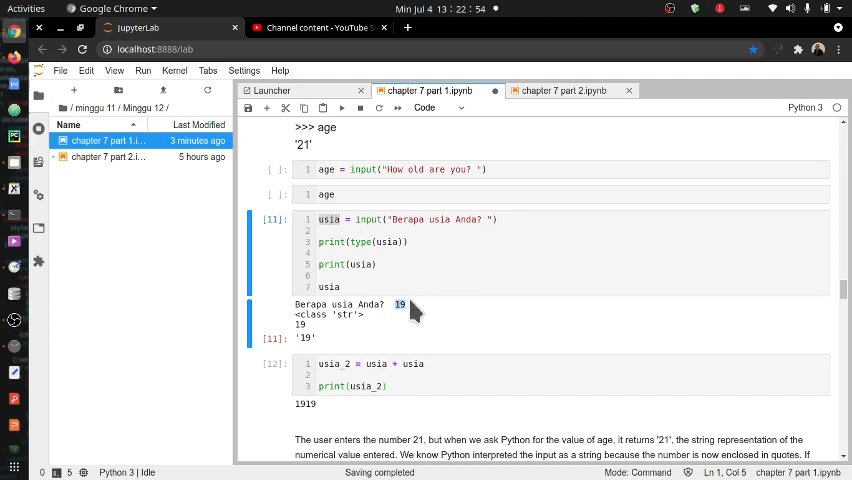 Activities Google Chrome Mon Jul 4 13:22:54
JupyterLab
Channel content - YouTube S
localhost:8888/lab
File Edit View Run Kernel Tabs Settings Help
Launcher
chapter 7 part 1.ipynb
chapter 7 part 2.ipynb
/ minggu 11 / Minggu 12 /
Code
Python 3
Name Last Modified
chapter 7 part 1.i... 3 minutes ago
chapter 7 part 2.i... 5 hours ago
>>> age
'21'
[ ]: 1 age = input("How old are you? ")
[ ]: 1 age
[11]: 1 usia = input("Berapa usia Anda? ")
2
3 print(type(usia))
4
5 print(usia)
6
7 usia
Berapa usia Anda? 19
<class 'str'>
19
[11]: '19'
[12]: 1 usia_2 = usia + usia
2
3 print(usia_2)
1919
The user enters the number 21, but when we ask Python for the value of age, it returns '21', the string representation of the
numerical value entered. We know Python interpreted the input as a string because the number is now enclosed in quotes. If
0 5 Python 3 | Idle Saving completed Mode: Command Ln 1, Col 5 chapter 7 part 1.ipynb